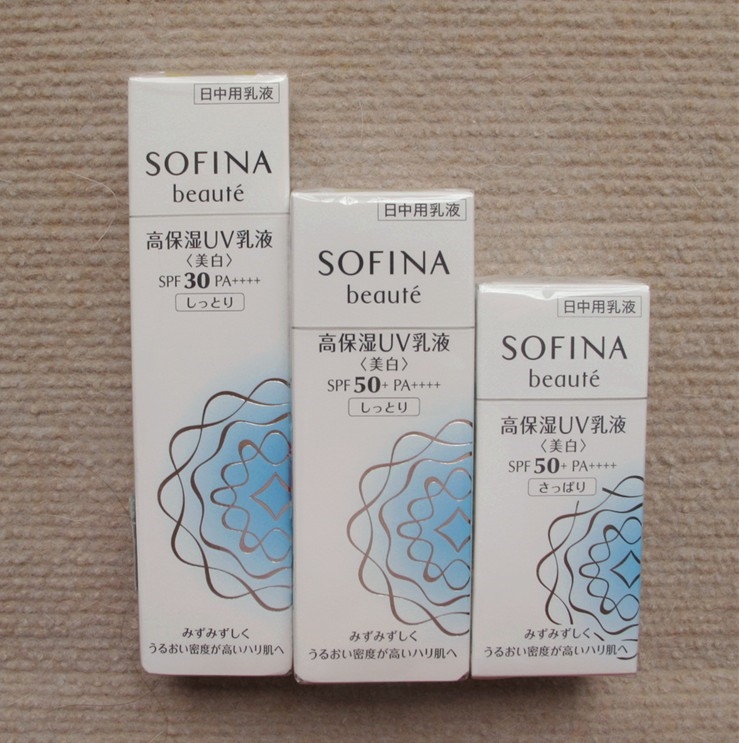 日中用乳液
SOFINA
beauté
高保湿UV乳液
〈美白〉
SPF 30 PA++++
しっとり
みずみずしく
うるおい密度が高いハリ肌へ
日中用乳液
SOFINA
beauté
高保湿UV乳液
〈美白〉
SPF 50+ PA++++
しっとり
みずみずしく
うるおい密度が高いハリ肌へ
日中用乳液
SOFINA
beauté
高保湿UV乳液
〈美白〉
SPF 50+ PA++++
さっぱり
みずみずしく
うるおい密度が高いハリ肌へ